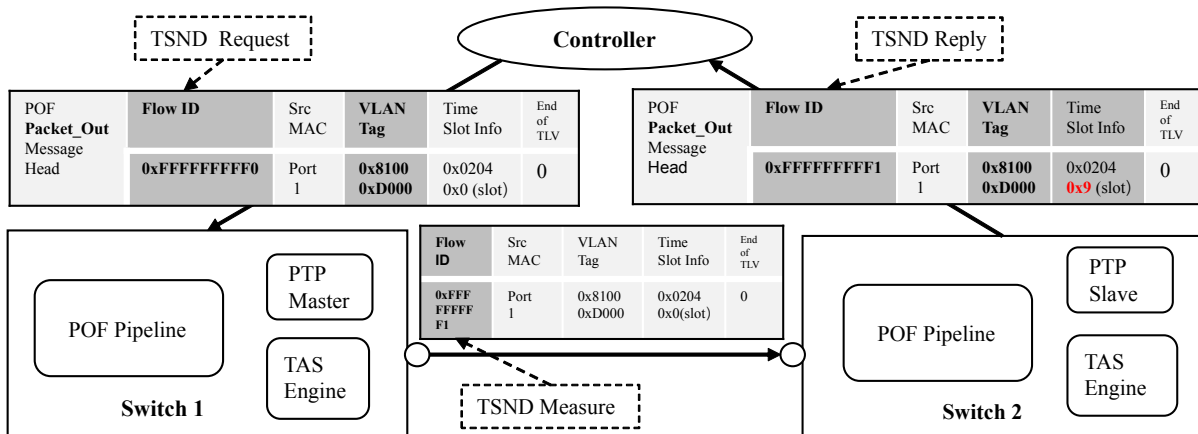 TSND Request
Controller
TSND Reply
POF
Packet_Out
Message
Head
Flow ID
Src
MAC
VLAN
Tag
Time
Slot Info
End
of
TLV
0xFFFFFFFFF0
Port
1
0x8100
0xD000
0x0204
0x0 (slot)
0
POF
Packet_Out
Message
Head
Flow ID
Src
MAC
VLAN
Tag
Time
Slot Info
End
of
TLV
0xFFFFFFFFF1
Port
1
0x8100
0xD000
0x0204
0x9 (slot)
0
Flow
ID
Src
MAC
VLAN
Tag
Time
Slot Info
End
of
TLV
0xFFF
FFFFF
F1
Port
1
0x8100
0xD000
0x0204
0x0(slot)
0
POF Pipeline
PTP
Master
TAS
Engine
Switch 1
TSND Measure
POF Pipeline
PTP
Slave
TAS
Engine
Switch 2